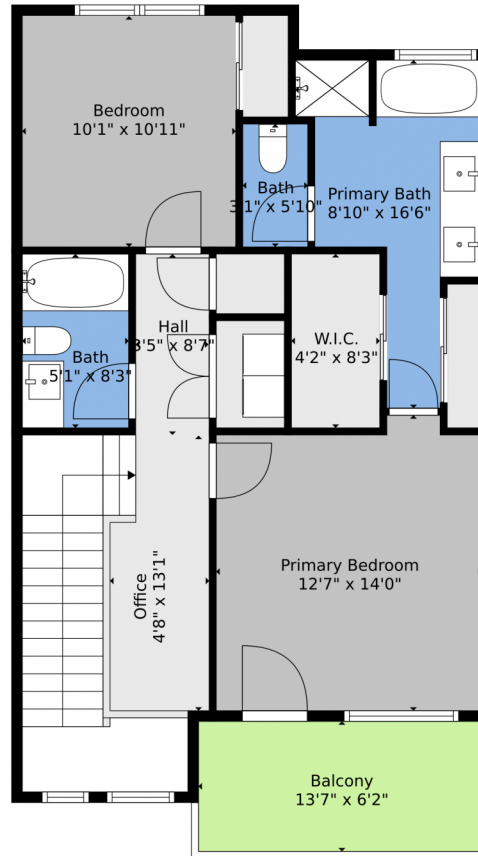 Bedroom
10'1" x 10'11"
Bath
3'1" x 5'10"
Primary Bath
8'10" x 16'6"
Hall
3'5" x 8'7"
W.I.C.
4'2" x 8'3"
Bath
5'1" x 8'3"
Office
4'8" x 13'1"
Primary Bedroom
12'7" x 14'0"
Balcony
13'7" x 6'2"